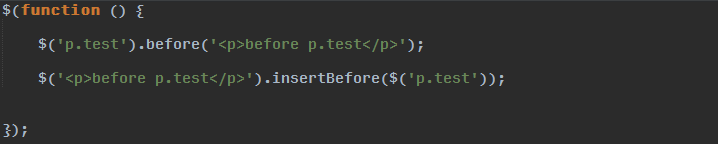 $(function () {
$('p.test').before('<p>before p.test</p>');
$('<p>before p.test</p>').insertBefore($('p.test'));
});